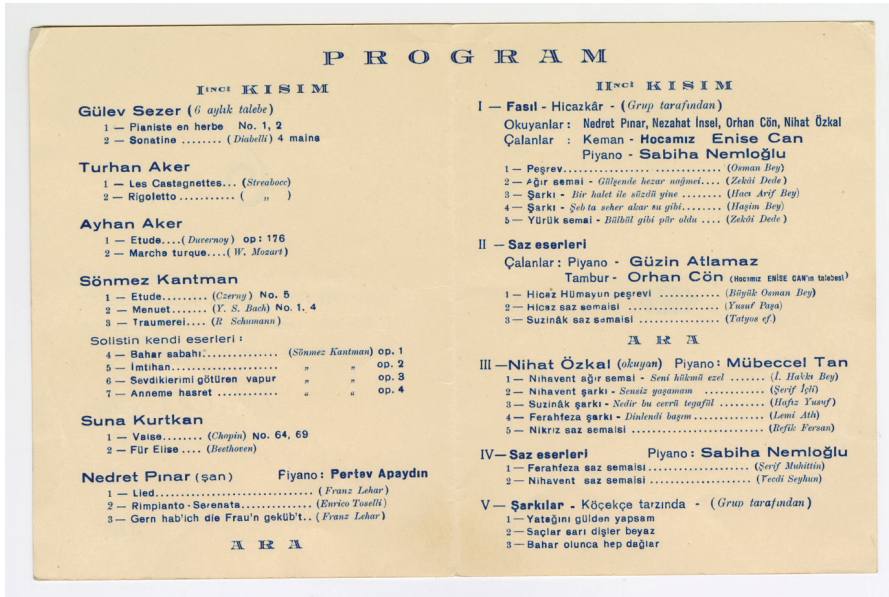 PROGRAM
Iinci KISIM
Gülev Sezer (6 aylık talebe)
1 — Pianiste en herbe No. 1, 2
2 — Sonatine ........ (Diabelli) 4 mains
Turhan Aker
1 — Les Castagnettes... (Streabocc)
2 — Rigoletto ........... ( „ )
Ayhan Aker
1 — Etude....(Duvernoy) op: 176
2 — Marche turque....( W. Mozart)
Sönmez Kantman
1 — Etude......... (Czerny) No. 5
2 — Menuet....... (Y. S. Bach) No. 1, 4
3 — Traumerei.... (R Schumann)
Solistin kendi eserleri :
4 — Bahar sabahı............... (Sönmez Kantman) op. 1
5 — İmtihan.................. „ „ op. 2
6 — Sevdiklerimi götüren vapur „ „ op. 3
7 — Anneme hasret ............ „ „ op. 4
Suna Kurtkan
1 — Valse........ (Chopin) No. 64, 69
2 — Für Elise .... (Beethoven)
Nedret Pınar (şan) Piyano : Pertev Apaydın
1 — Lied................................ ( Franz Lehar)
2 — Rimpianto - Serenata.......... (Enrico Toselli)
3 — Gern hab'ich die Frau'n geküb't.. ( Franz Lehar)
ARA
IInci KISIM
I — Fasıl - Hicazkâr - (Grup tarafından)
Okuyanlar : Nedret Pınar, Nezahat İnsel, Orhan Cön, Nihat Özkal
Çalanlar : Keman - Hocamız Enise Can
Piyano - Sabiha Nemloğlu
1 — Peşrev.................................. (Osman Bey)
2 — Ağır semai - Gülşende hezar nağmei.... (Zekâi Dede)
3 — Şarkı - Bir halet ile süzdü yine ........ (Hacı Arif Bey)
4 — Şarkı - Şeb ta seher akar su gibi....... (Haşim Bey)
5 — Yürük semai - Bülbül gibi pür oldu .... (Zekâi Dede )
II — Saz eserleri
Çalanlar : Piyano - Güzin Atlamaz
Tambur - Orhan Cön (Hocamız ENİSE CAN'ın talebesi)
1 — Hicaz Hümayun peşrevi ............ (Büyük Osman Bey)
2 — Hicaz saz semaisi .................. (Yusuf Paşa)
3 — Suzinâk saz semaisi ................ (Tatyos ef.)
ARA
III — Nihat Özkal (okuyan) Piyano : Mübeccel Tan
1 — Nihavent ağır semai - Seni hükmü ezel ....... (İ. Hakkı Bey)
2 — Nihavent şarkı - Sensiz yaşamam ............ (Şerif İçli)
3 — Suzinâk şarkı - Nedir bu cevrü tegafül ......... (Hafız Yusuf)
4 — Ferahfeza şarkı - Dinlendi başım............... (Lemi Atlı)
5 — Nikriz saz semaisi ............................ (Refik Fersan)
IV — Saz eserleri Piyano : Sabiha Nemloğlu
1 — Ferahfeza saz semaisi.................... (Şerif Muhittin)
2 — Nihavent saz semaisi ................... (Vecdi Seyhun)
V — Şarkılar - Köçekçe tarzında - (Grup tarafından)
1 — Yatağını gülden yapsam
2 — Saçlar sarı dişler beyaz
3 — Bahar olunca hep dağlar